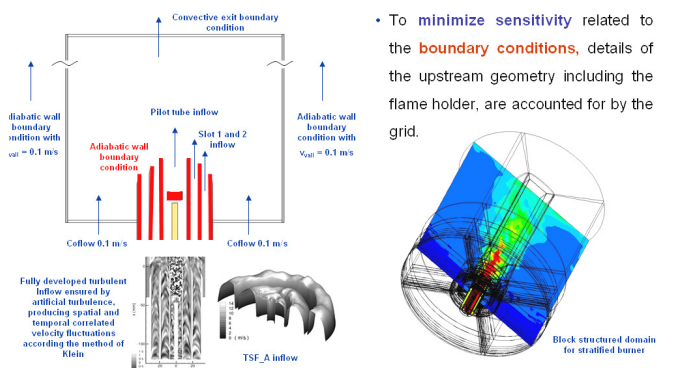 Convective exit boundary
condition
diabatic wall
boundary
condition with
vwall = 0.1 m/s
Adiabatic wall
boundary
condition with
vwall = 0.1 m/s
Pilot tube inflow
Slot 1 and 2
inflow
Adiabatic wall
boundary
condition
Coflow 0.1 m/s
Coflow 0.1 m/s
Fully developed turbulent
Inflow ensured by
artificial turbulence,
producing spatial and
temporal correlated
velocity fluctuations
according the method of
Klein
TSF_A inflow
( m/s )
• To minimize sensitivity related to
the boundary conditions, details of
the upstream geometry including the
flame holder, are accounted for by the
grid.
Block structured domain
for stratified burner